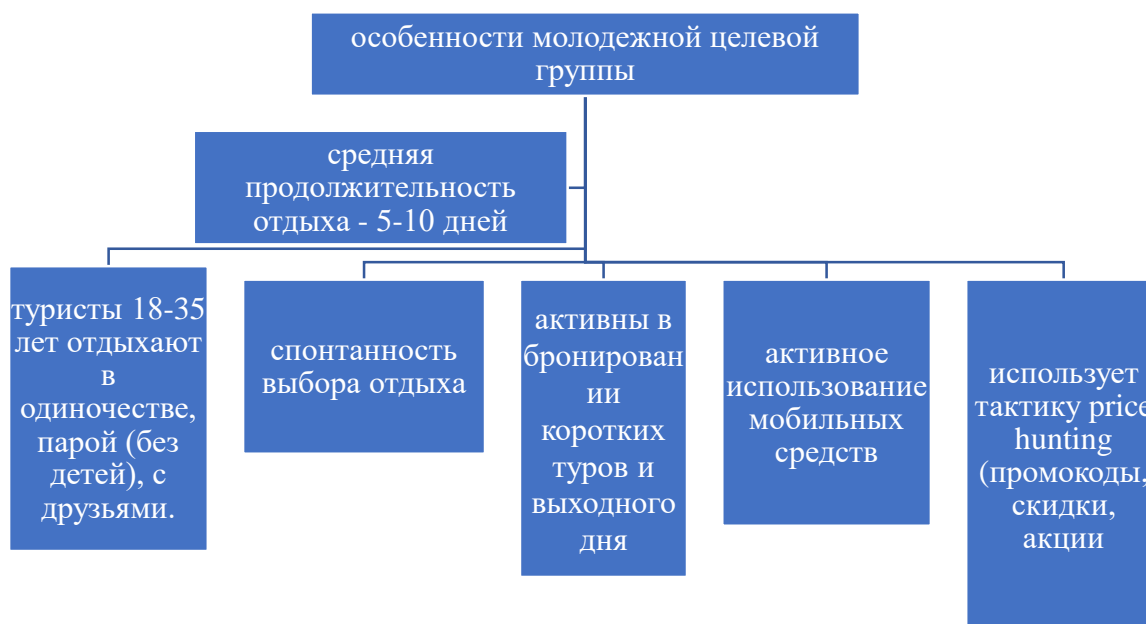 особенности молодежной целевой
группы
средняя
продолжительность
отдыха - 5-10 дней
туристы 18-35
лет отдыхают
в
одиночестве,
парой (без
детей), с
друзьями.
спонтанность
выбора отдыха
активны в
бронирован
ии
коротких
туров и
выходного
дня
активное
использование
мобильных
средств
использует
тактику price
hunting
(промокоды,
скидки,
акции